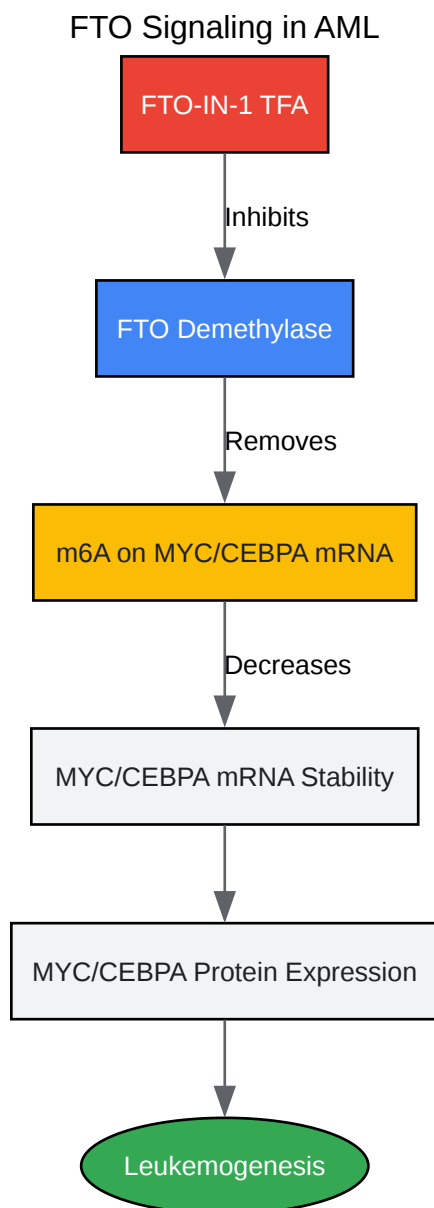 FTO Signaling in AML
FTO-IN-1 TFA
Inhibits
FTO Demethylase
Removes
m6A on MYC/CEBPA mRNA
Decreases
MYC/CEBPA mRNA Stability
MYC/CEBPA Protein Expression
Leukemogenesis